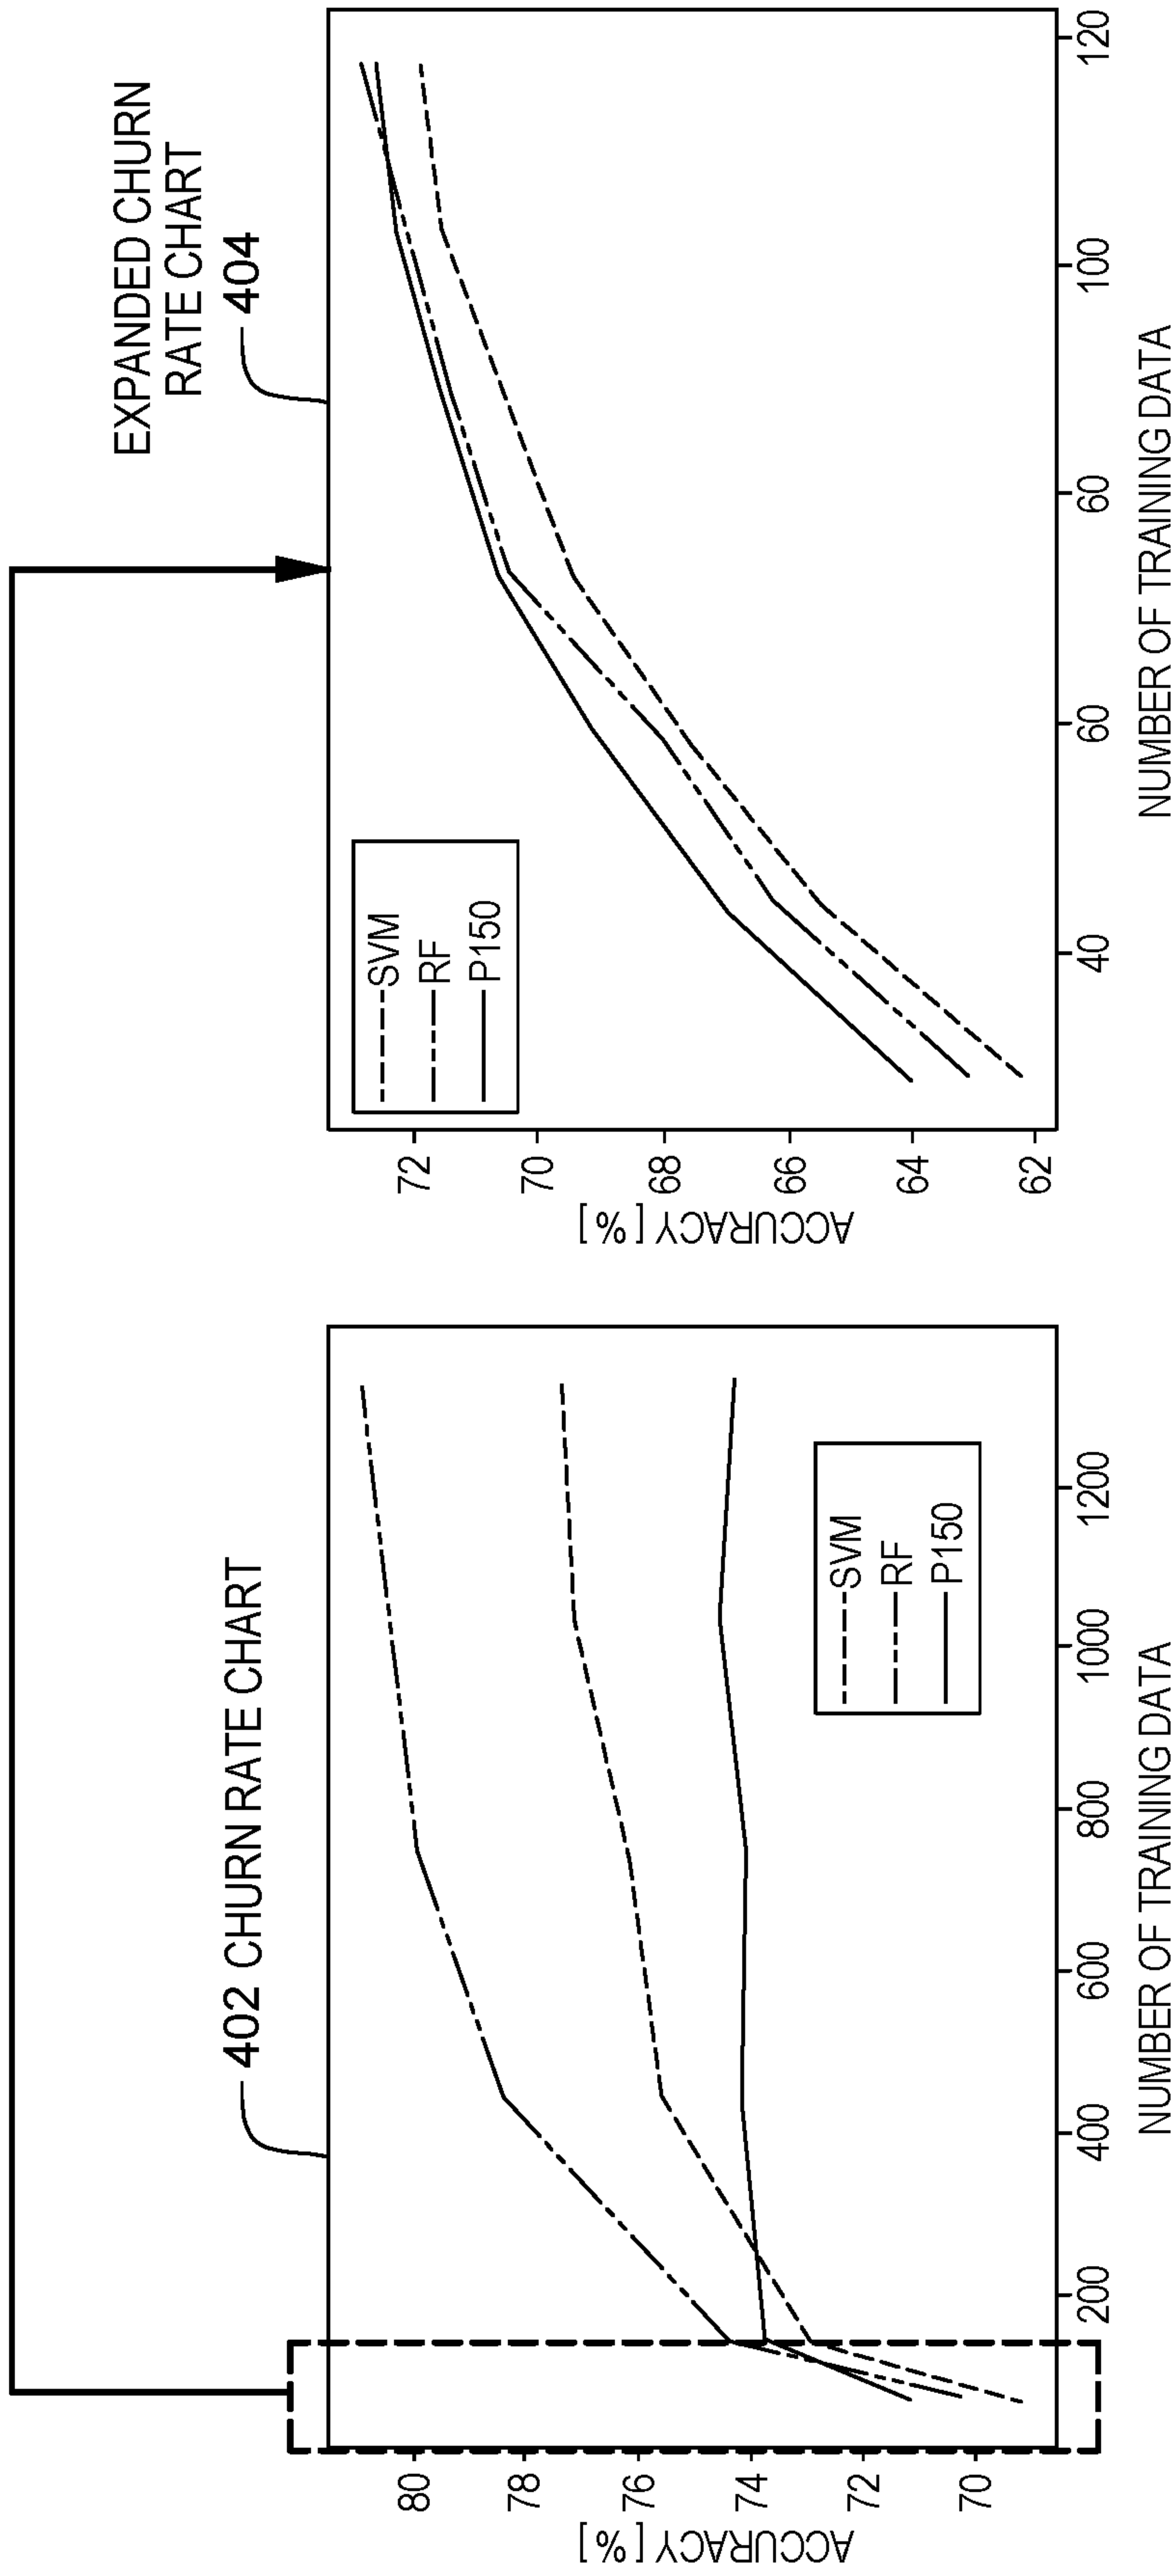 402 CHURN RATE CHART
ACCURACY [%]
80
78
76
74
72
70
200
400
600
800
1000
1200
NUMBER OF TRAINING DATA
SVM
RF
P150
EXPANDED CHURN
RATE CHART
404
ACCURACY [%]
72
70
68
66
64
62
40
60
60
100
120
NUMBER OF TRAINING DATA
SVM
RF
P150